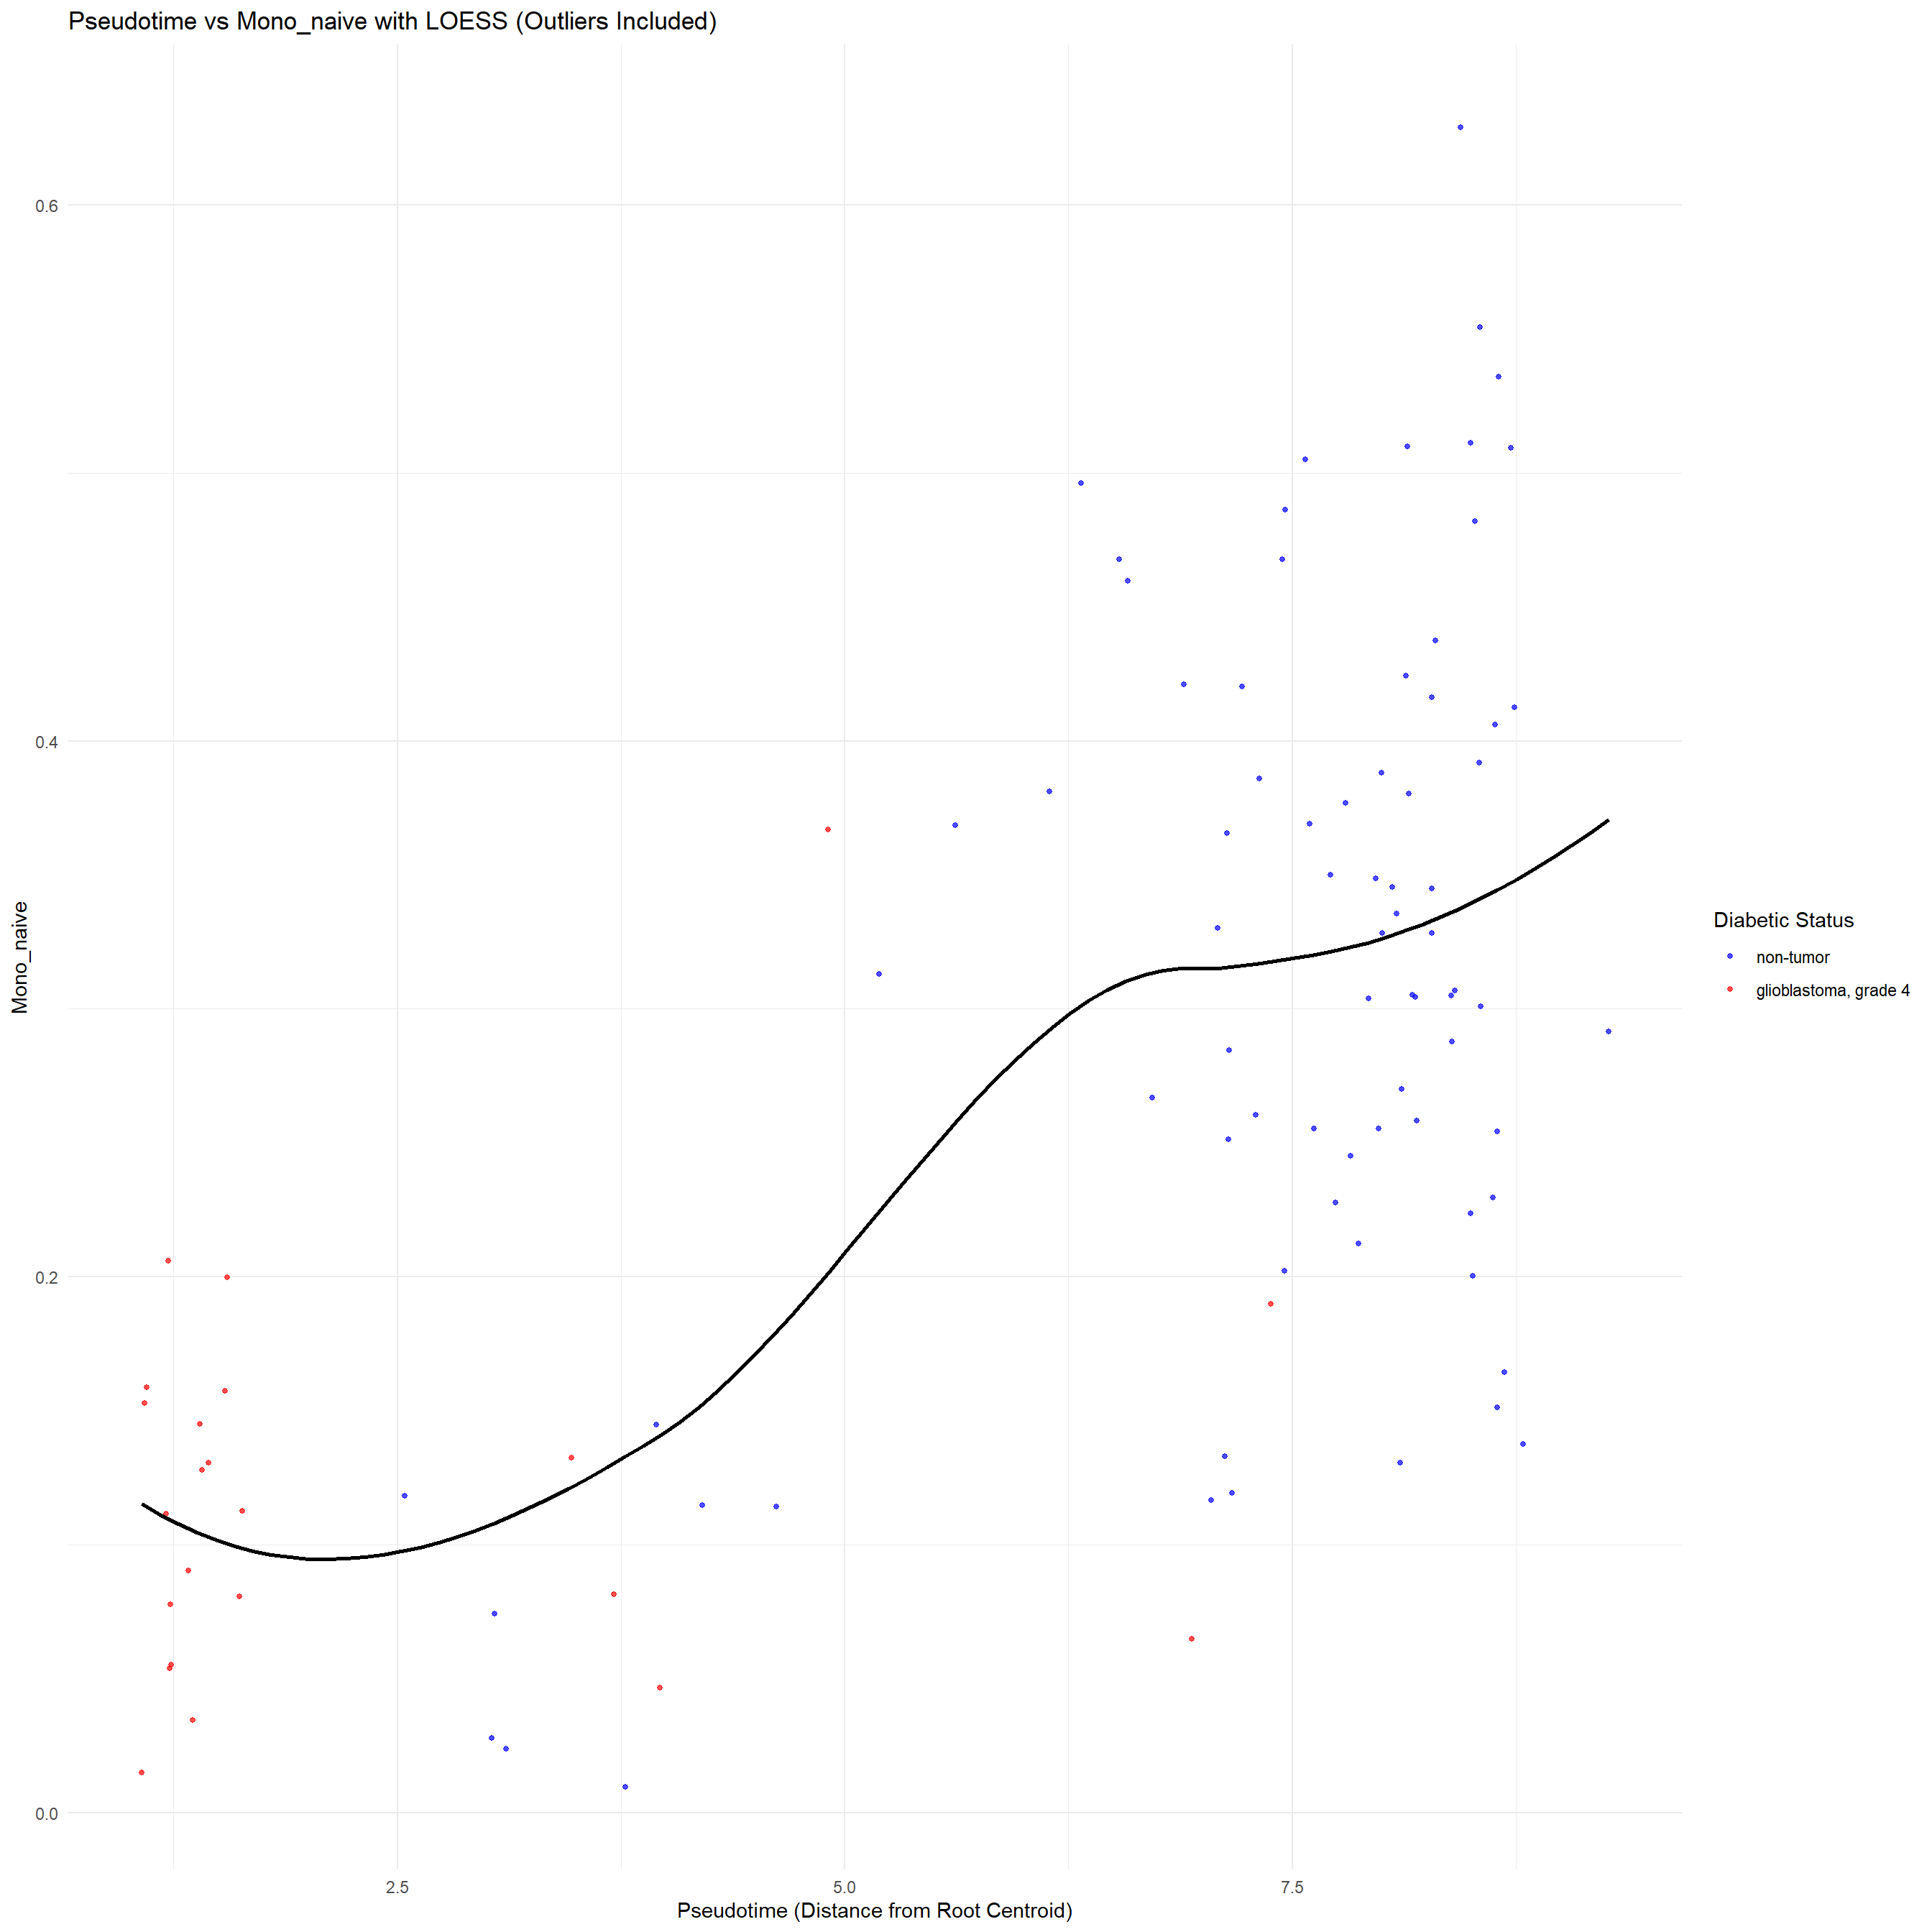 Pseudotime vs Mono_naive with LOESS (Outliers Included)
0.6
0.4
0.2
0.0
Mono_naive
2.5 5.0 7.5
Pseudotime (Distance from Root Centroid)
Diabetic Status
non-tumor
glioblastoma, grade 4